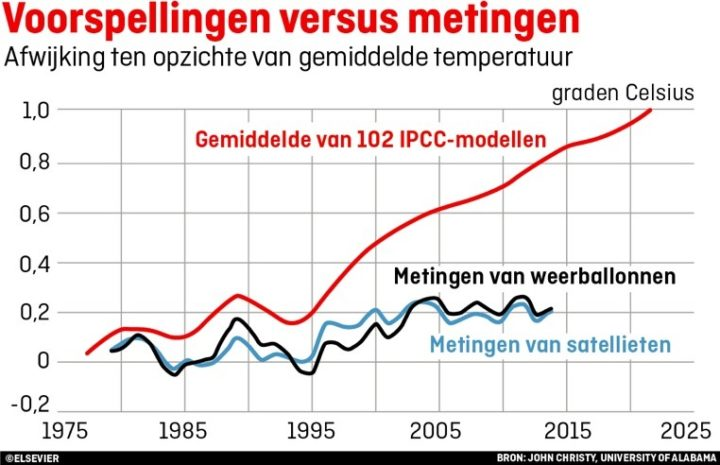 Voorspellingen versus metingen
Afwijking ten opzichte van gemiddelde temperatuur
graden Celsius
1,0
Gemiddelde van 102 IPCC-modellen
0,8
0,6
0,4
Metingen van weerballonnen
0,2
Metingen van satellieten
0
-0,2
1975 1985 1995 2005 2015 2025
©ELSEVIER BRON: JOHN CHRISTY, UNIVERSITY OF ALABAMA